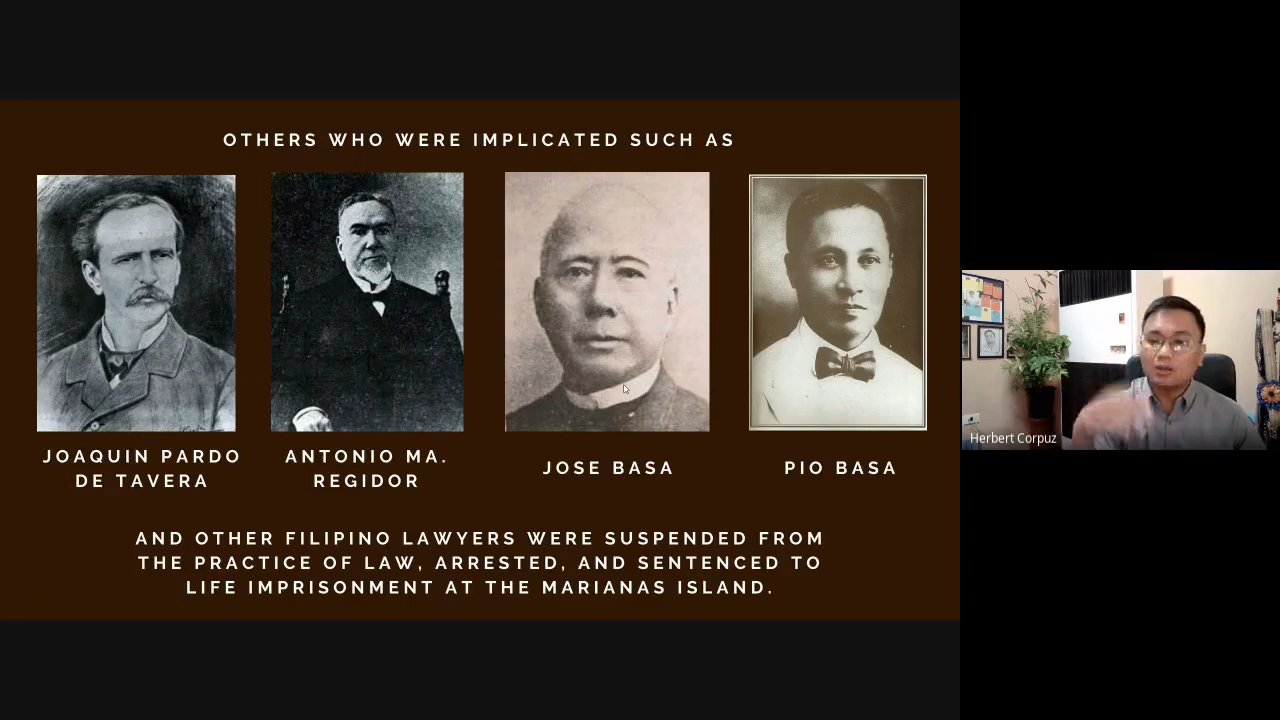 OTHERS WHO WERE IMPLICATED SUCH AS
JOAQUIN PARDO
DE TAVERA
ANTONIO MA.
REGIDOR
JOSE BASA
PIO BASA
AND OTHER FILIPINO LAWYERS WERE SUSPENDED FROM
THE PRACTICE OF LAW, ARRESTED, AND SENTENCED TO
LIFE IMPRISONMENT AT THE MARIANAS ISLAND.
Herbert Corpuz